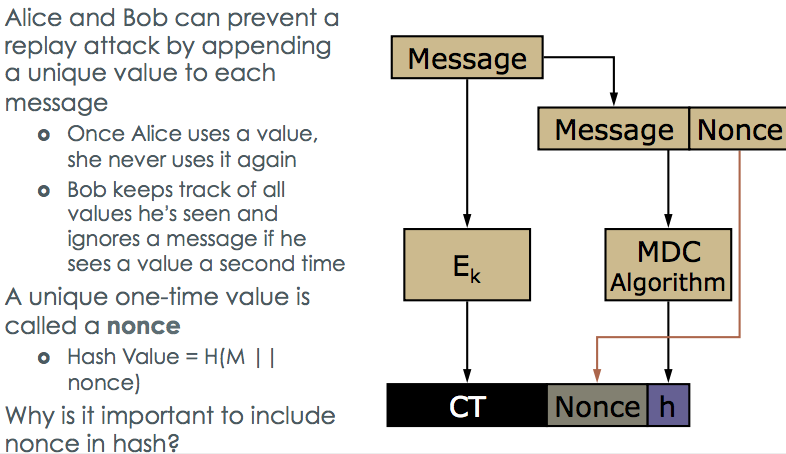 Alice and Bob can prevent a
replay attack by appending
a unique value to each
message
Once Alice uses a value,
she never uses it again
Bob keeps track of all
values he's seen and
ignores a message if he
sees a value a second time
A unique one-time value is
called a nonce
Hash Value = H(M ||
nonce)
Why is it important to include
nonce in hash?
Message
Message Nonce
Ek
MDC
Algorithm
CT Nonce h